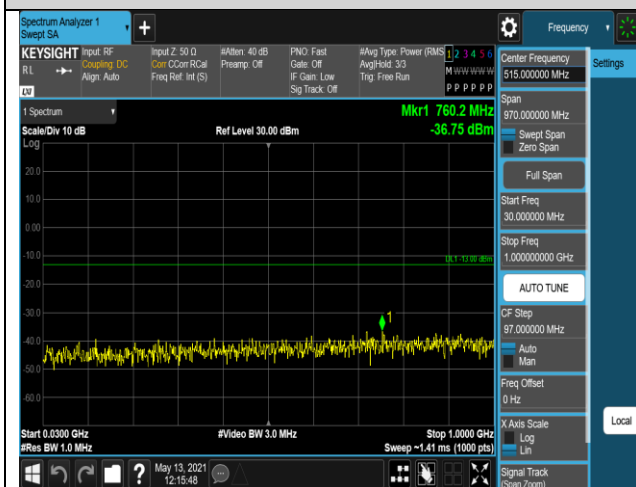 Spectrum Analyzer 1
Swept SA
+
Frequency
KEYSIGHT
RL
Input: RF
Coupling: DC
Align: Auto
Input Z: 50 Ω
Corr CCorr RCal
Freq Ref: Int (S)
#Atten: 40 dB
Preamp: Off
PNO: Fast
Gate: Off
IF Gain: Low
Sig Track: Off
#Avg Type: Power (RMS
Avg|Hold: 3/3
Trig: Free Run
1 2 3 4 5 6
M W W W W W
P P P P P P
LXI
1 Spectrum
Scale/Div 10 dB
Log
Ref Level 30.00 dBm
Mkr1 760.2 MHz
-36.75 dBm
20.0
10.0
0.00
-10.0
DL1 -13.00 dBm
-20.0
-30.0
1
-40.0
-50.0
-60.0
Start 0.0300 GHz
#Res BW 1.0 MHz
#Video BW 3.0 MHz
Stop 1.0000 GHz
Sweep ~1.41 ms (1000 pts)
?
May 13, 2021
12:15:48
Center Frequency
515.000000 MHz
Span
970.000000 MHz
Swept Span
Zero Span
Full Span
Start Freq
30.000000 MHz
Stop Freq
1.000000000 GHz
AUTO TUNE
CF Step
97.000000 MHz
Auto
Man
Freq Offset
0 Hz
X Axis Scale
Log
Lin
Signal Track
(Span Zoom)
Settings
Local